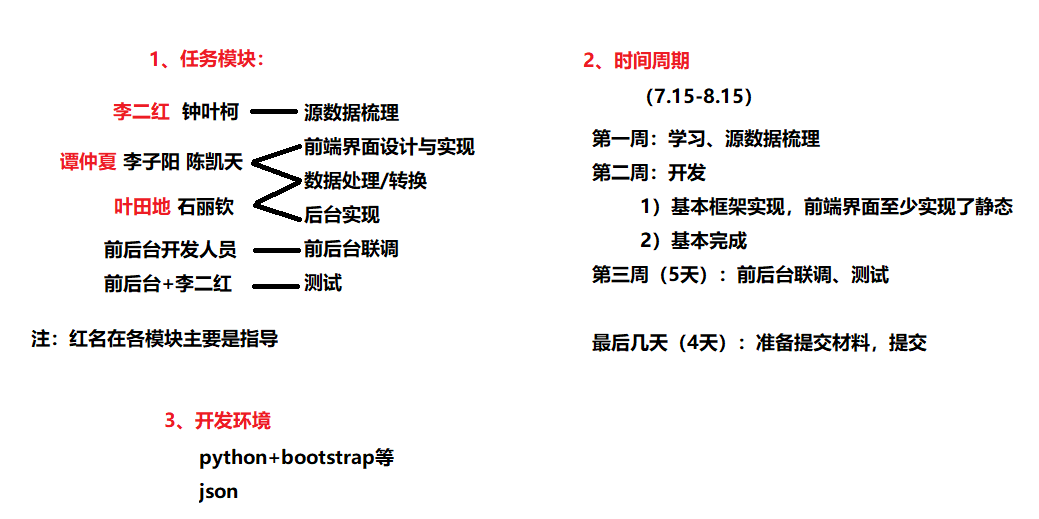 1、任务模块：
李二红 钟叶柯 源数据梳理
前端界面设计与实现
谭仲夏 李子阳 陈凯天
数据处理/转换
叶田地 石丽钦
后台实现
前后台开发人员 前后台联调
前后台+李二红 测试
注：红名在各模块主要是指导
2、时间周期
（7.15-8.15）
第一周：学习、源数据梳理
第二周：开发
1）基本框架实现，前端界面至少实现了静态
2）基本完成
第三周（5天）：前后台联调、测试
最后几天（4天）：准备提交材料，提交
3、开发环境
python+bootstrap等
json